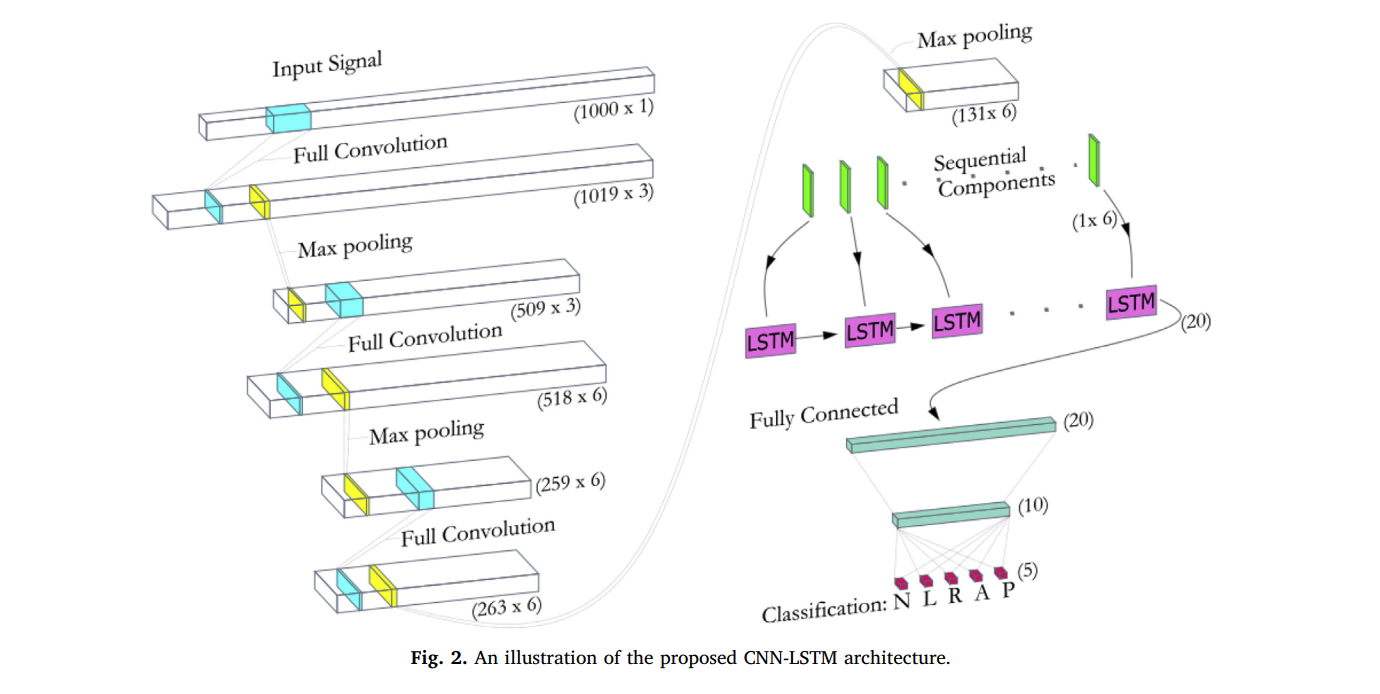 Input Signal
(1000 x 1)
Full Convolution
(1019 x 3)
Max pooling
(509 x 3)
Full Convolution
(518 x 6)
Max pooling
(259 x 6)
Full Convolution
(263 x 6)
Max pooling
(131x 6)
Sequential
Components
(1x 6)
LSTM
LSTM
LSTM
LSTM
(20)
Fully Connected
(20)
(10)
(5)
Classification: N L R A P
Fig. 2. An illustration of the proposed CNN-LSTM architecture.